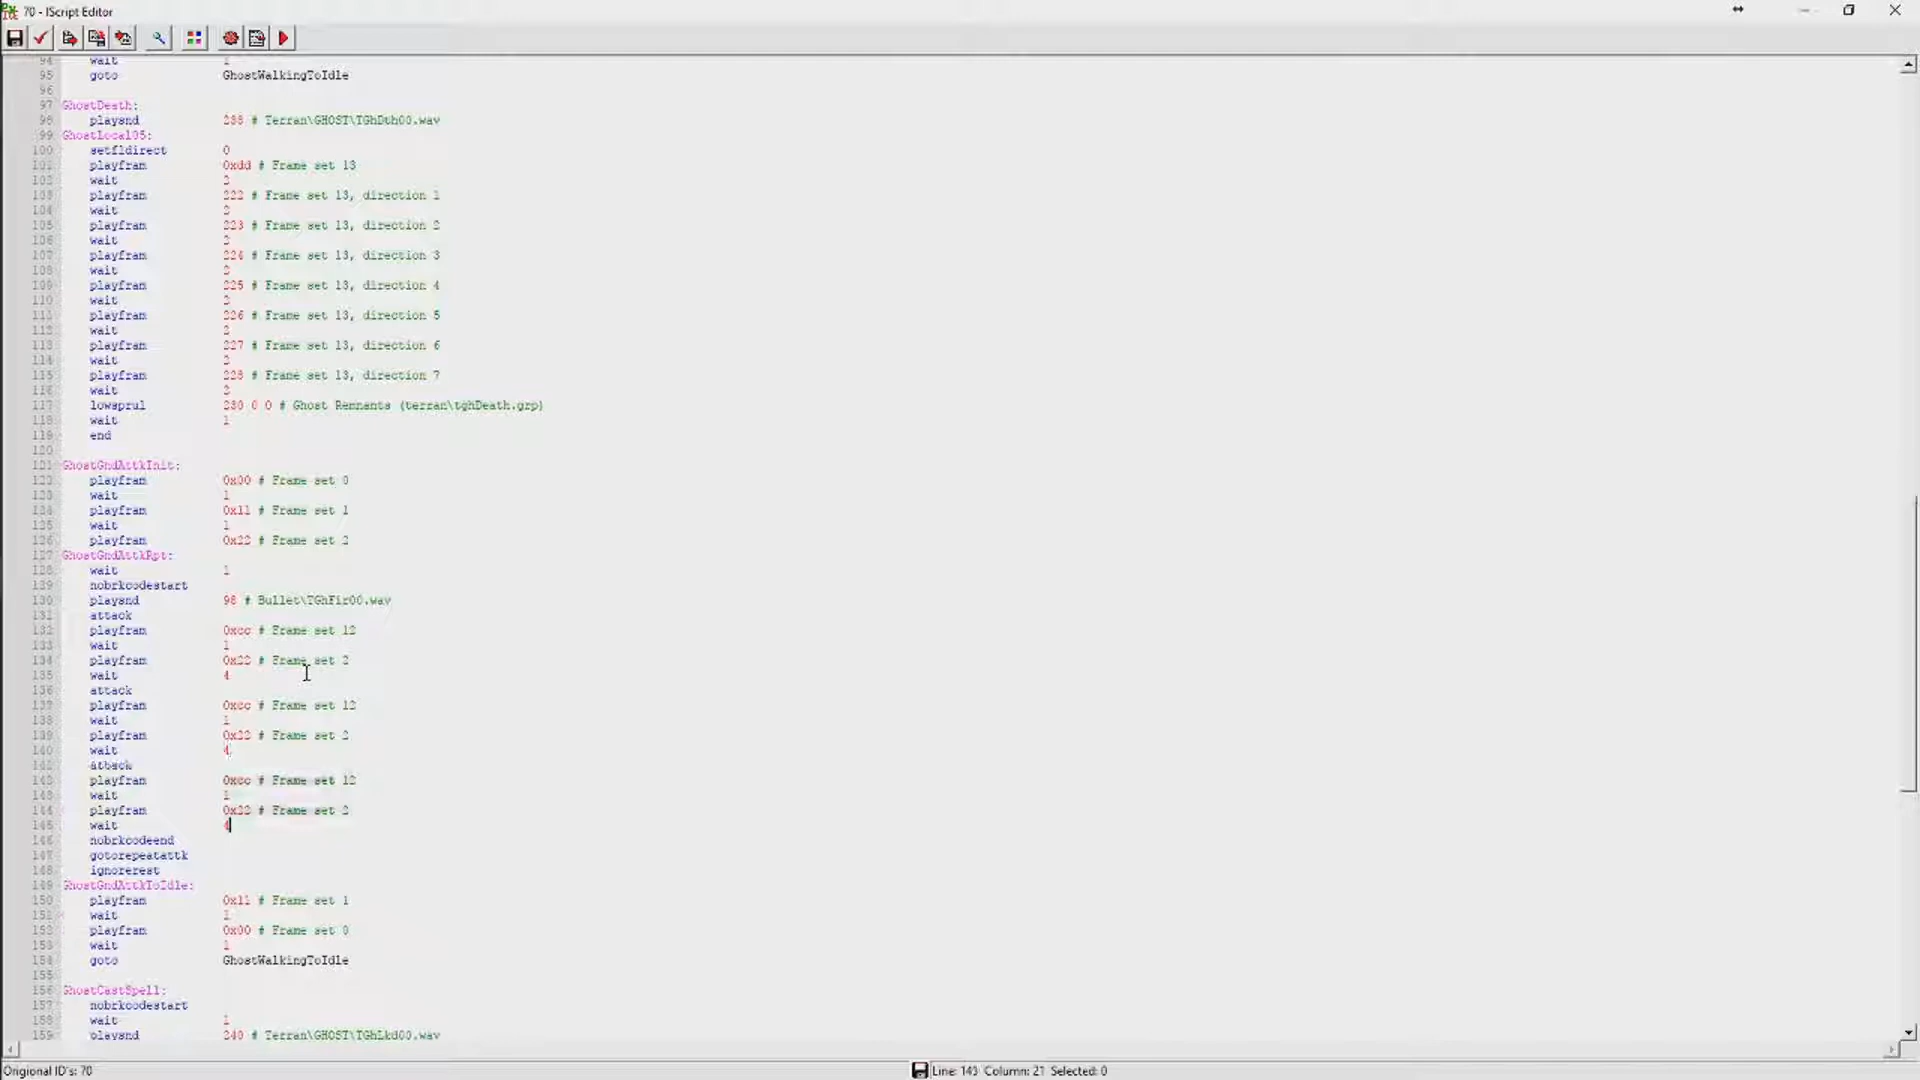 70 - IScript Editor
94 wait 1
95 goto GhostWalkingToIdle
96
97 GhostDeath:
98 playsnd 238 # Terran\GHOST\TGhDth00.wav
99 GhostLocal05:
100 setfldirect 0
101 playfram 0xdd # Frame set 13
102 wait 2
103 playfram 222 # Frame set 13, direction 1
104 wait 2
105 playfram 223 # Frame set 13, direction 2
106 wait 2
107 playfram 224 # Frame set 13, direction 3
108 wait 2
109 playfram 225 # Frame set 13, direction 4
110 wait 2
111 playfram 226 # Frame set 13, direction 5
112 wait 2
113 playfram 227 # Frame set 13, direction 6
114 wait 2
115 playfram 228 # Frame set 13, direction 7
116 wait 2
117 lowsprul 230 0 0 # Ghost Remnants (terran\tghDeath.grp)
118 wait 1
119 end
120
121 GhostGndAttkInit:
122 playfram 0x00 # Frame set 0
123 wait 1
124 playfram 0x11 # Frame set 1
125 wait 1
126 playfram 0x22 # Frame set 2
127 GhostGndAttkRpt:
128 wait 1
129 nobrkcodestart
130 playsnd 98 # Bullet\TGhFir00.wav
131 attack
132 playfram 0xcc # Frame set 12
133 wait 1
134 playfram 0x22 # Frame set 2
135 wait 4
136 attack
137 playfram 0xcc # Frame set 12
138 wait 1
139 playfram 0x22 # Frame set 2
140 wait 4
141 attack
142 playfram 0xcc # Frame set 12
143 wait 1
144 playfram 0x22 # Frame set 2
145 wait 4
146 nobrkcodeend
147 gotorepeatattk
148 ignorerest
149 GhostGndAttkToIdle:
150 playfram 0x11 # Frame set 1
151 wait 1
152 playfram 0x00 # Frame set 0
153 wait 1
154 goto GhostWalkingToIdle
155
156 GhostCastSpell:
157 nobrkcodestart
158 wait 1
159 playsnd 240 # Terran\GHOST\TGhLkd00.wav
Origional ID's: 70
Line: 145 Column: 21 Selected: 0